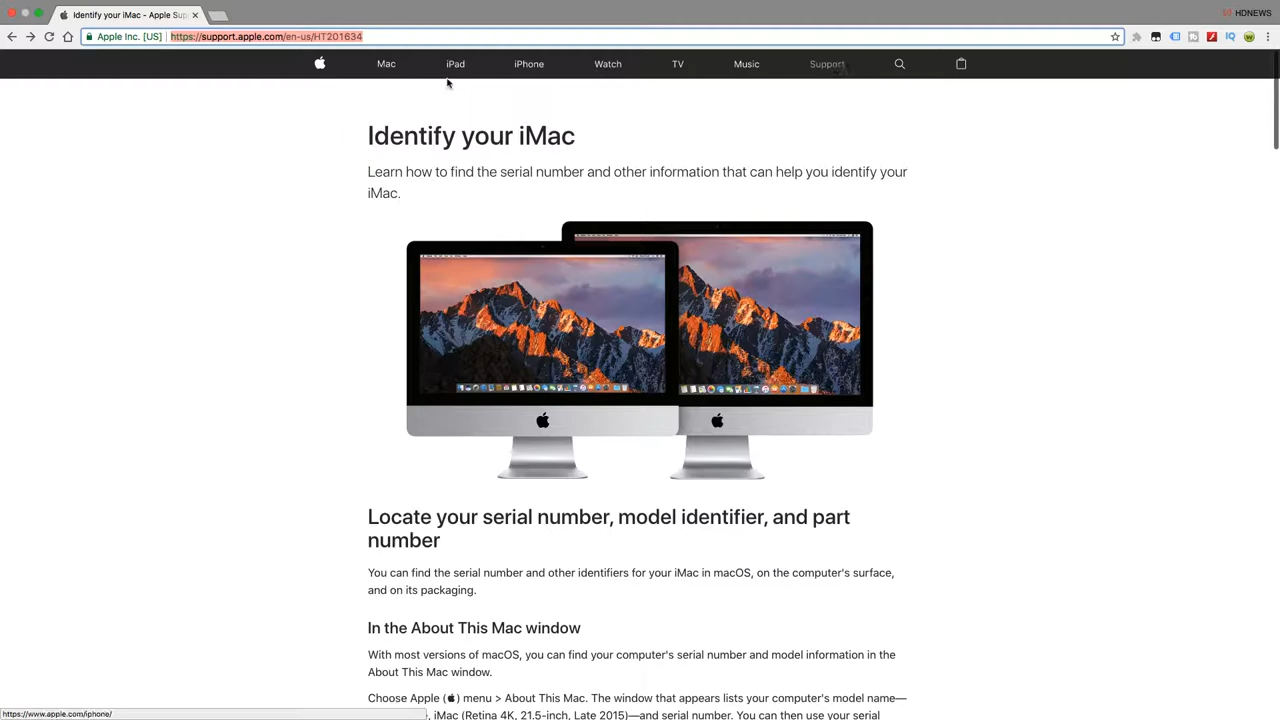 Identify your iMac - Apple Sup
HDNEWS
Apple Inc. [US]
https://support.apple.com/en-us/HT201634
Mac
iPad
iPhone
Watch
TV
Music
Support
Identify your iMac
Learn how to find the serial number and other information that can help you identify your
iMac.
Locate your serial number, model identifier, and part
number
You can find the serial number and other identifiers for your iMac in macOS, on the computer's surface,
and on its packaging.
In the About This Mac window
With most versions of macOS, you can find your computer's serial number and model information in the
About This Mac window.
Choose Apple () menu > About This Mac. The window that appears lists your computer's model name—
, iMac (Retina 4K, 21.5-inch, Late 2015)—and serial number. You can then use your serial
https://www.apple.com/iphone/